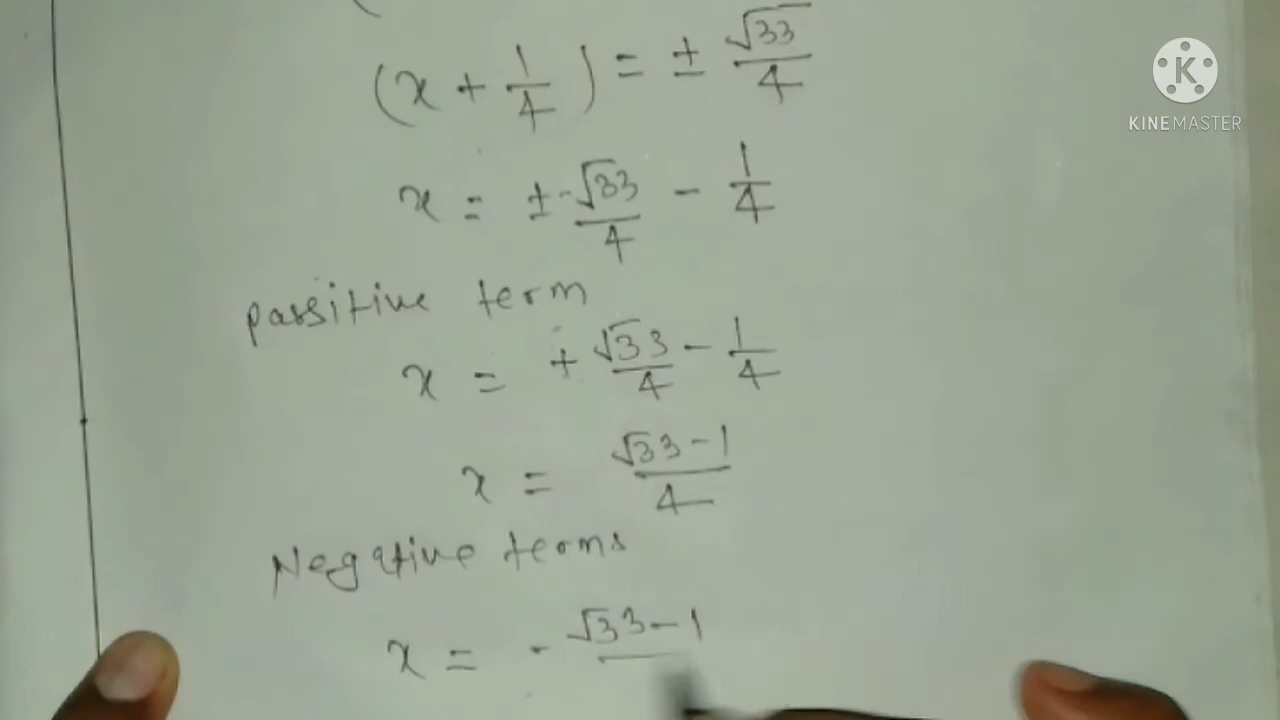 (x + 1/4) = ± √33/4
K
KINEMASTER
x = ± √33/4 - 1/4
passitive term
x = + √33/4 - 1/4
x = √33-1/4
Negative terms
x = - √33-1